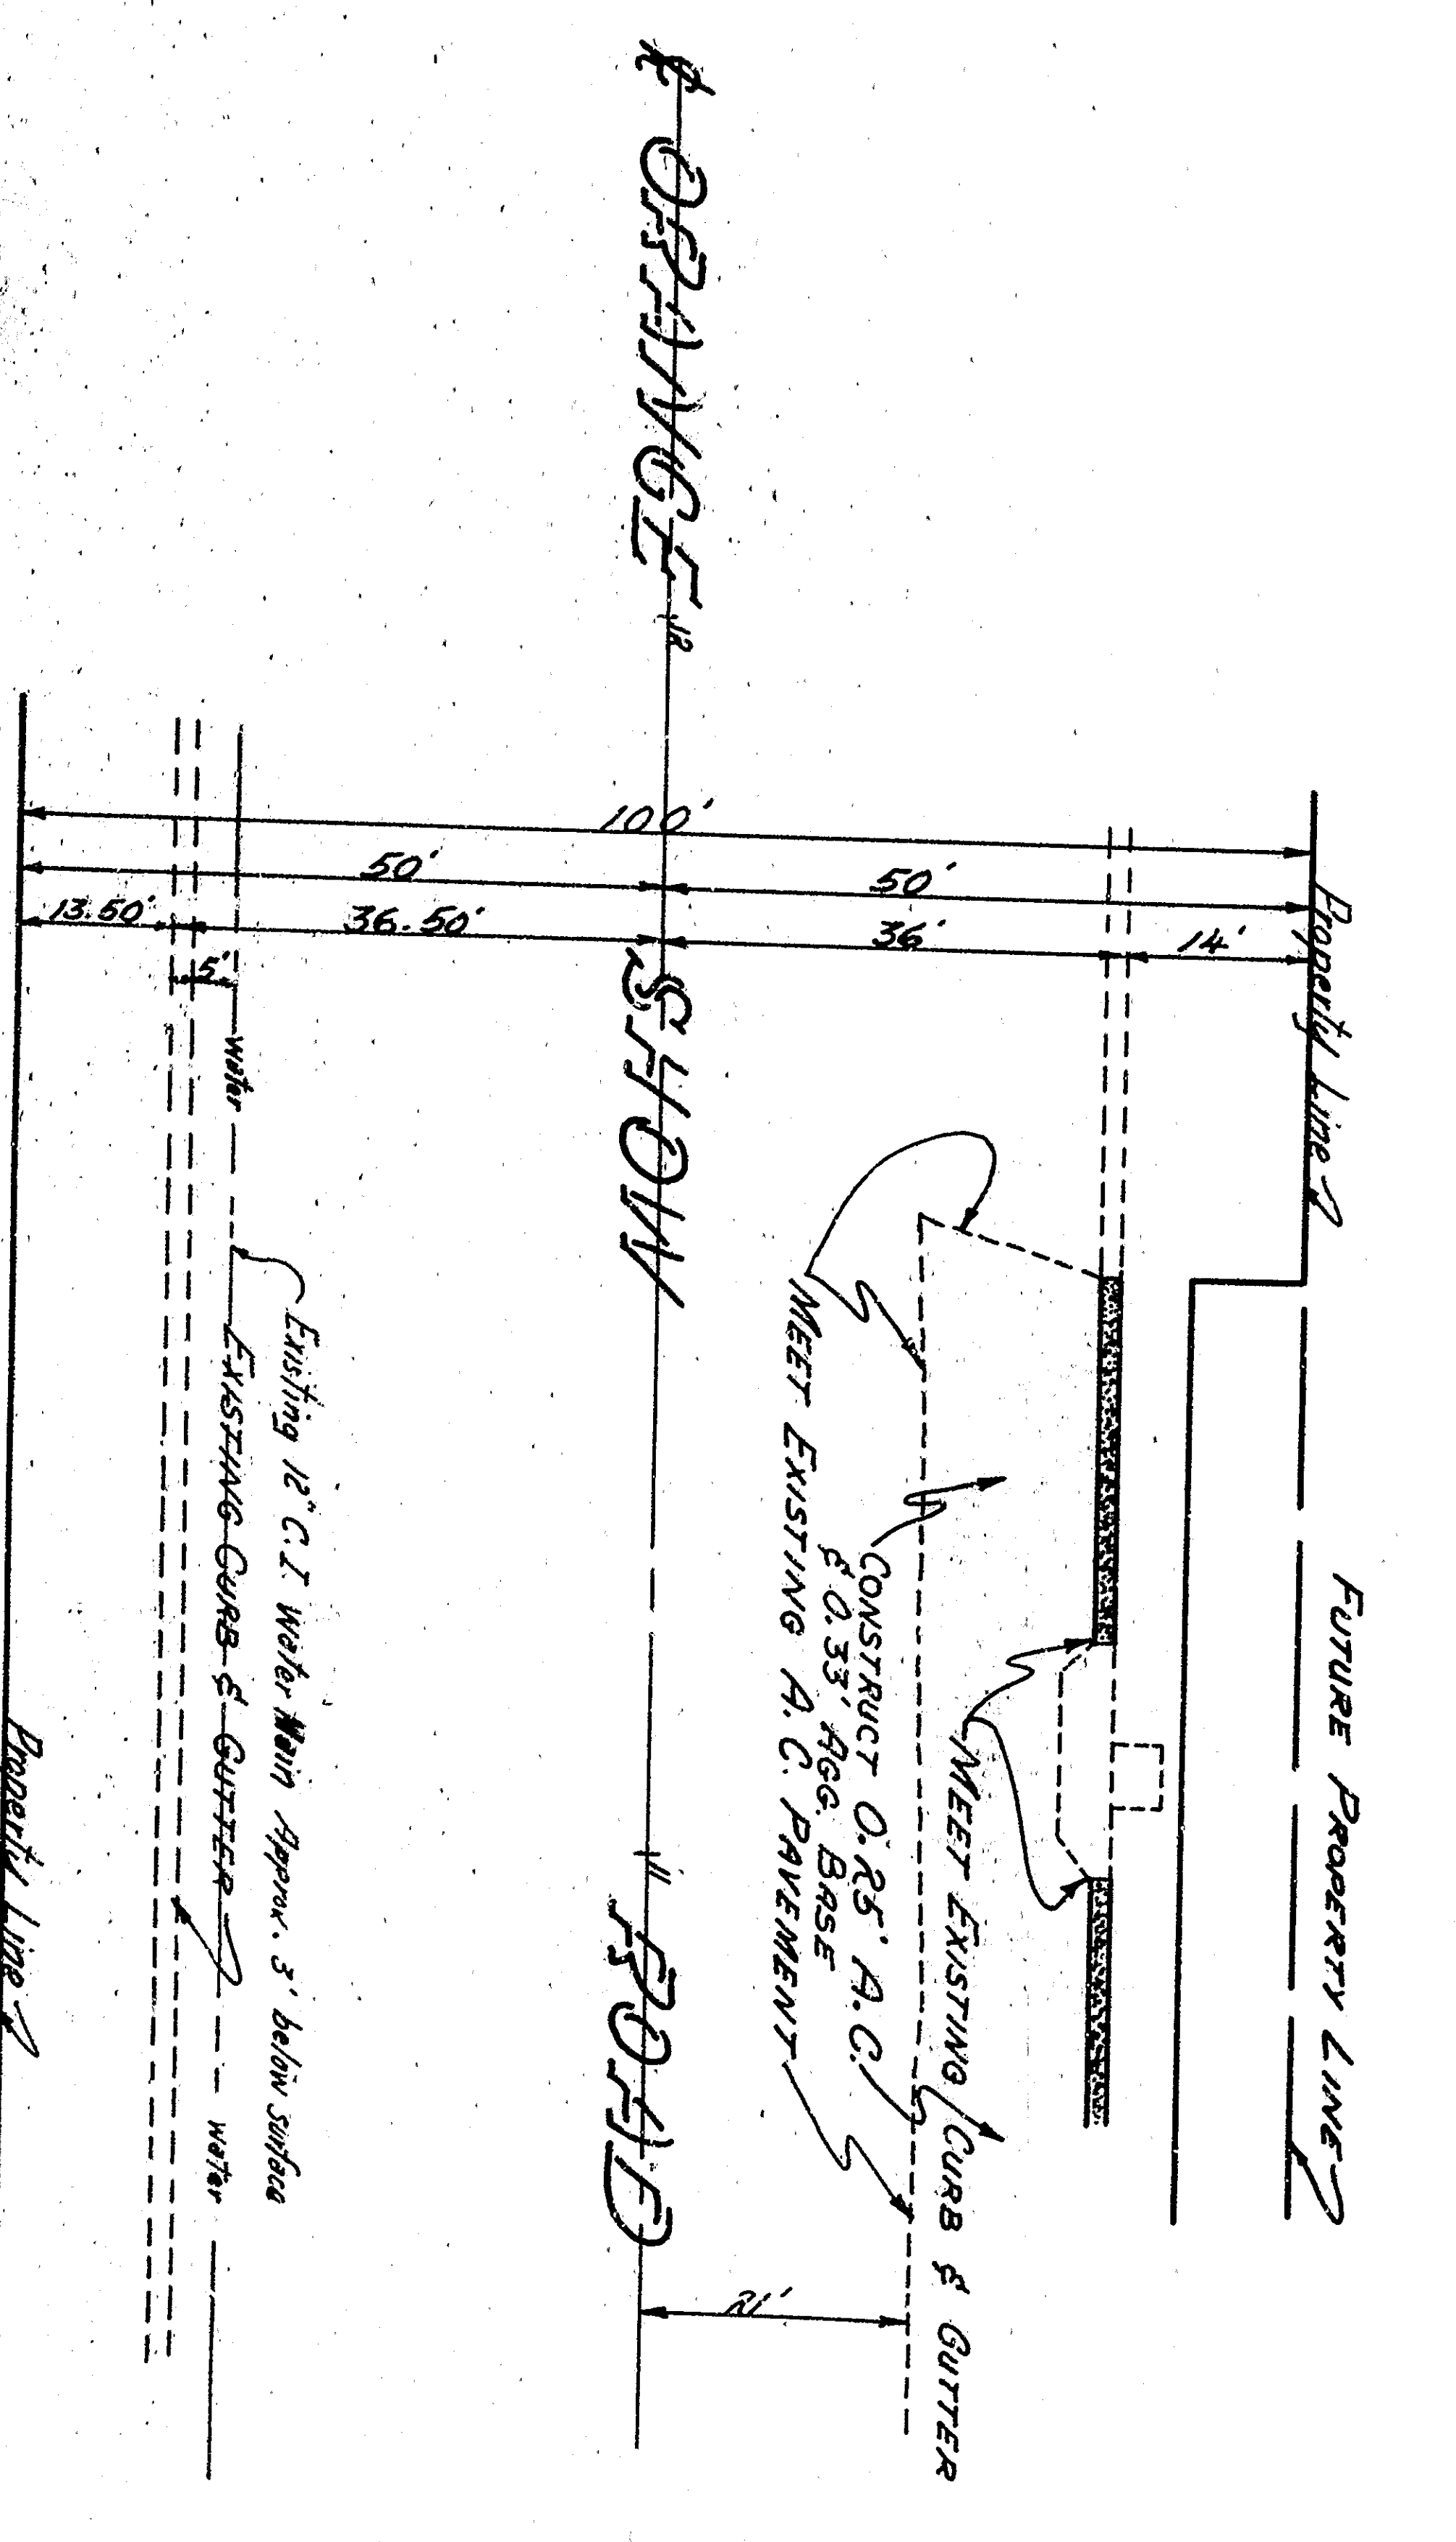 FUTURE PROPERTY LINE
Property Line
14'
36'
50'
50'
100'
36.50'
13.50'
5'
MEET EXISTING CURB & GUTTER
CONSTRUCT 0.25' A.C.
& 0.33' AGG. BASE
MEET EXISTING A.C. PAVEMENT
21'
℄ ORANGE SHOW ROAD
12"
Existing 12" C.I. Water Main Approx. 3' below surface
water
EXISTING CURB & GUTTER
water
Property Line